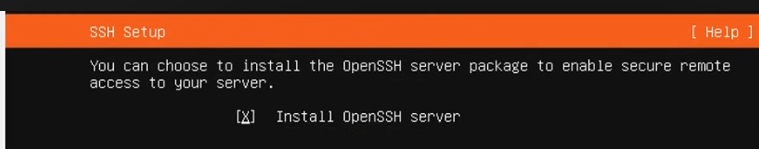 SSH Setup [ Help ]
You can choose to install the OpenSSH server package to enable secure remote
access to your server.
[X] Install OpenSSH server